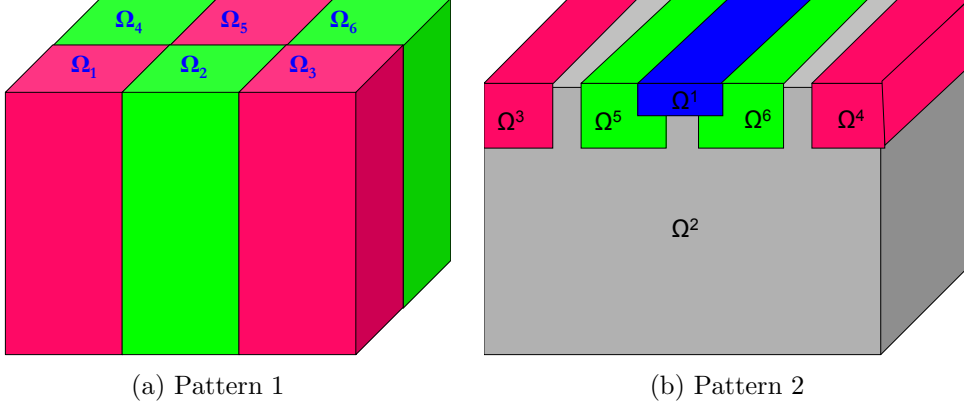 Ω₄ Ω₅ Ω₆
Ω₁ Ω₂ Ω₃
(a) Pattern 1
Ω¹
Ω³ Ω⁵ Ω⁶ Ω⁴
Ω²
(b) Pattern 2